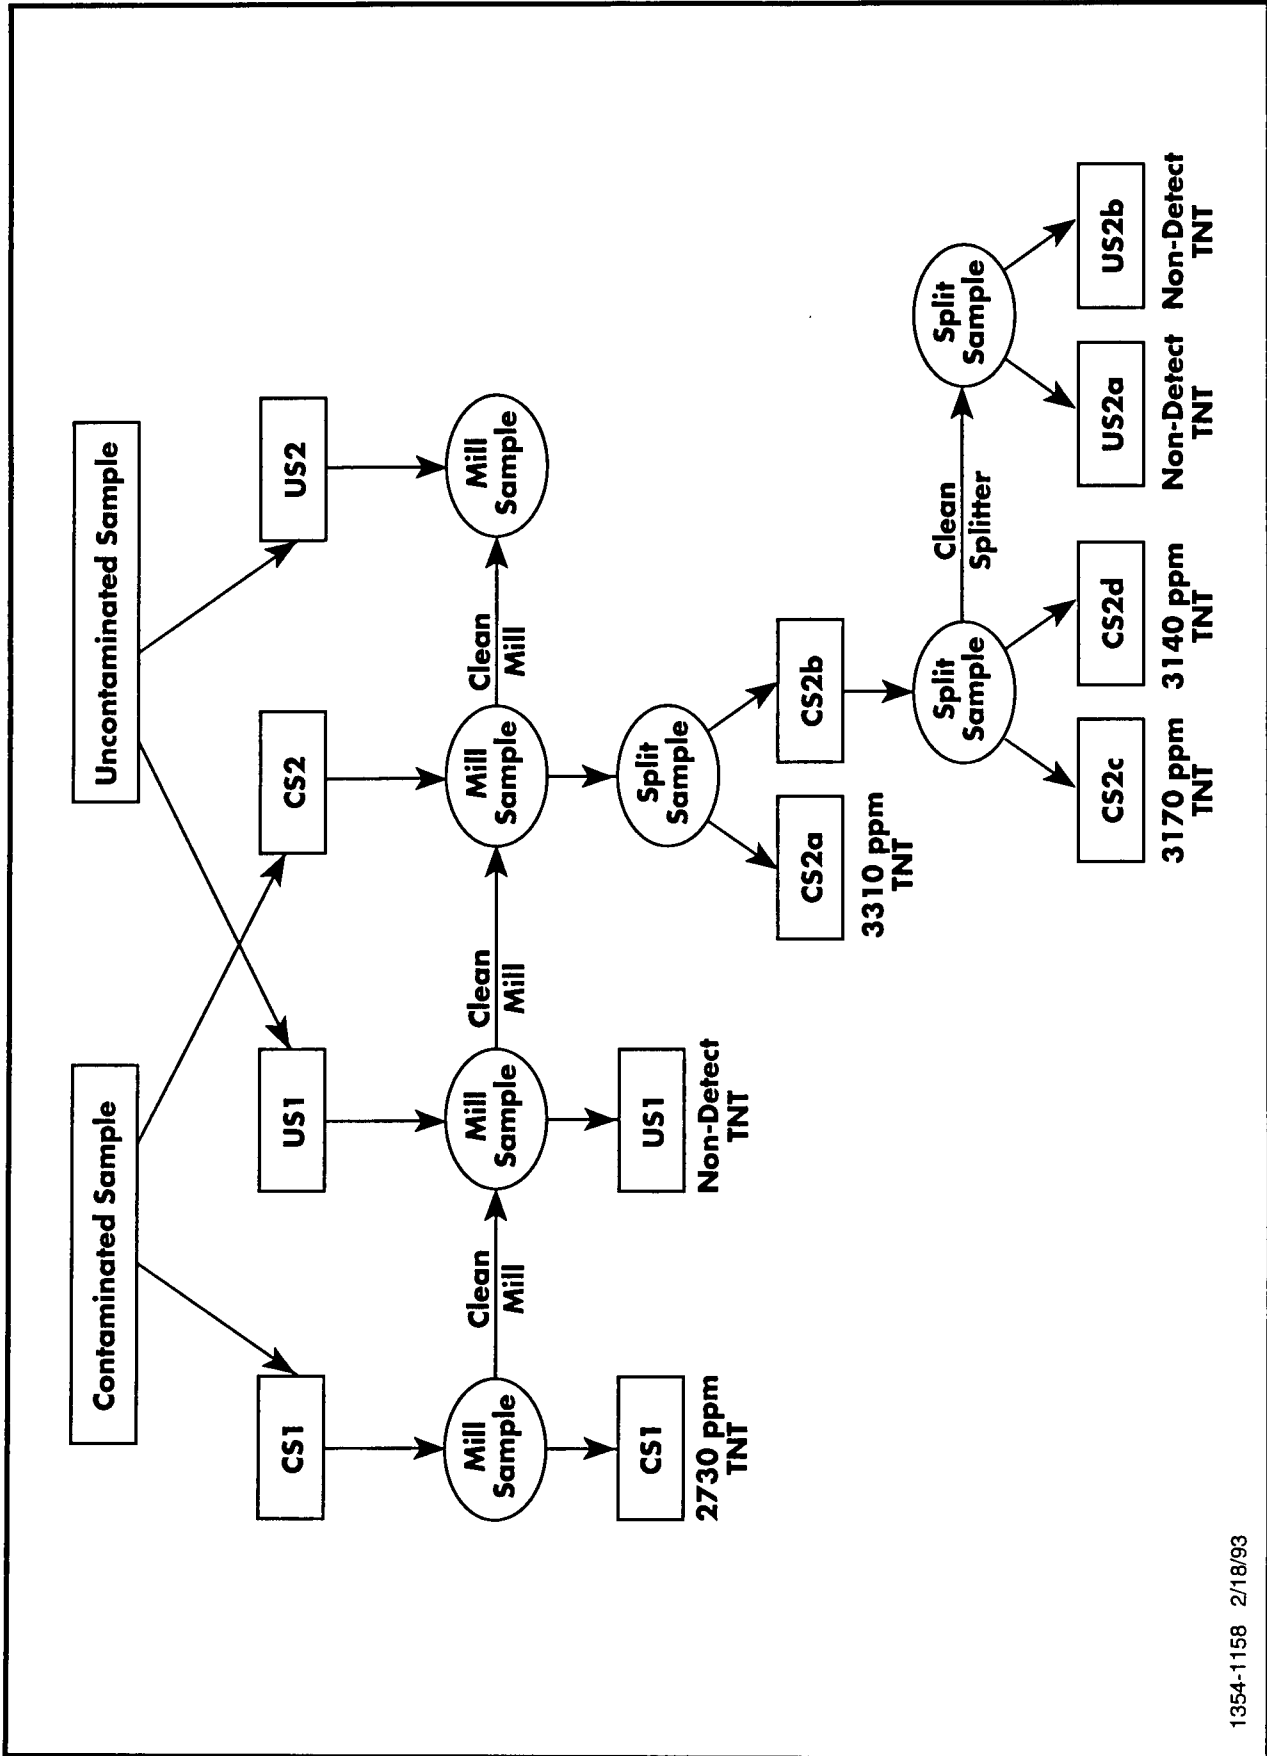 Contaminated Sample
Uncontaminated Sample
CS1
US1
CS2
US2
Mill
Sample
Clean
Mill
Mill
Sample
Clean
Mill
Mill
Sample
Clean
Mill
Mill
Sample
CS1
2730 ppm
TNT
US1
Non-Detect
TNT
Split
Sample
CS2a
3310 ppm
TNT
CS2b
Split
Sample
Clean
Splitter
Split
Sample
CS2c
3170 ppm
TNT
CS2d
3140 ppm
TNT
US2a
Non-Detect
TNT
US2b
Non-Detect
TNT
1354-1158 2/18/93